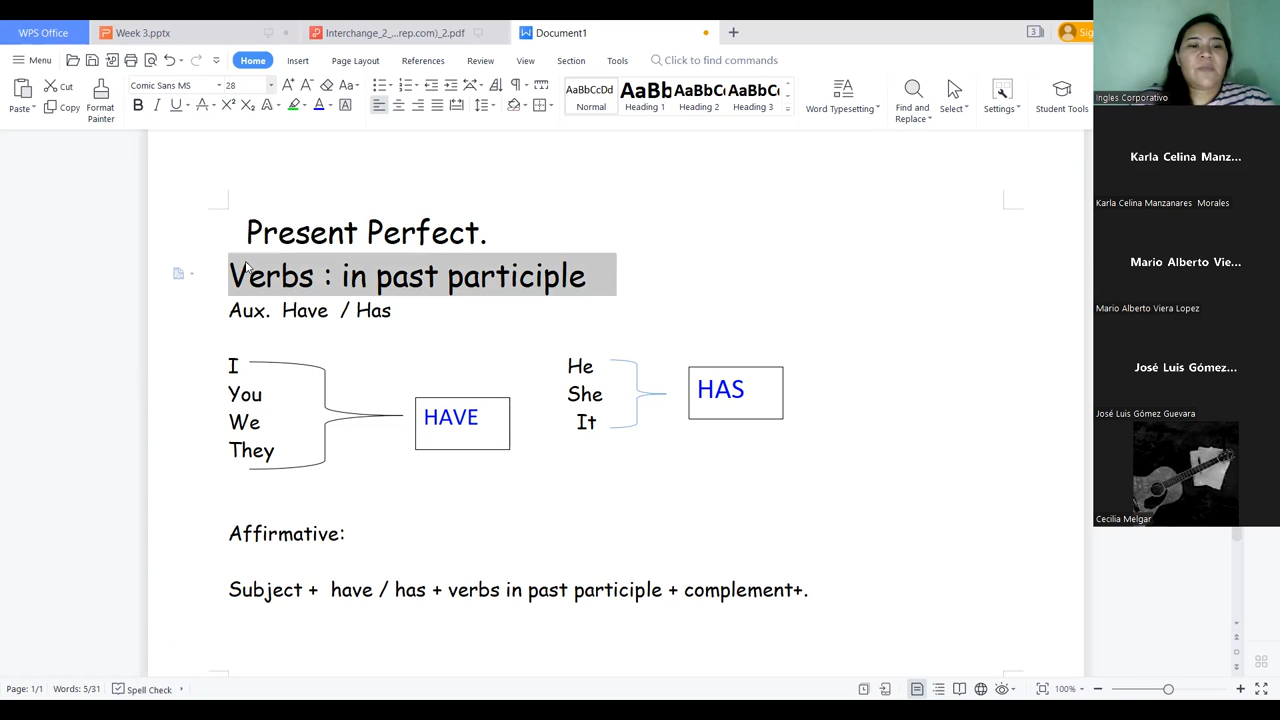 WPS Office Week 3.pptx Interchange_2_...rep.com)_2.pdf Document1 + 3 Sig
Menu Home Insert Page Layout References Review View Section Tools Click to find commands
Paste Cut Copy Format Painter Comic Sans MS 28
AaBbCcDd AaBb AaBbCc AaBbCc
Normal Heading 1 Heading 2 Heading 3
Word Typesetting Find and Replace Select Settings Student Tools
Present Perfect.
Verbs : in past participle
Aux. Have / Has
I
You
We
They
HAVE
He
She
It
HAS
Affirmative:
Subject + have / has + verbs in past participle + complement+.
Page: 1/1 Words: 5/31 Spell Check 100%
Ingles Corporativo
Karla Celina Manz...
Karla Celina Manzanares Morales
Mario Alberto Vie...
Mario Alberto Viera Lopez
José Luis Gómez...
José Luis Gómez Guevara
Cecilia Melgar